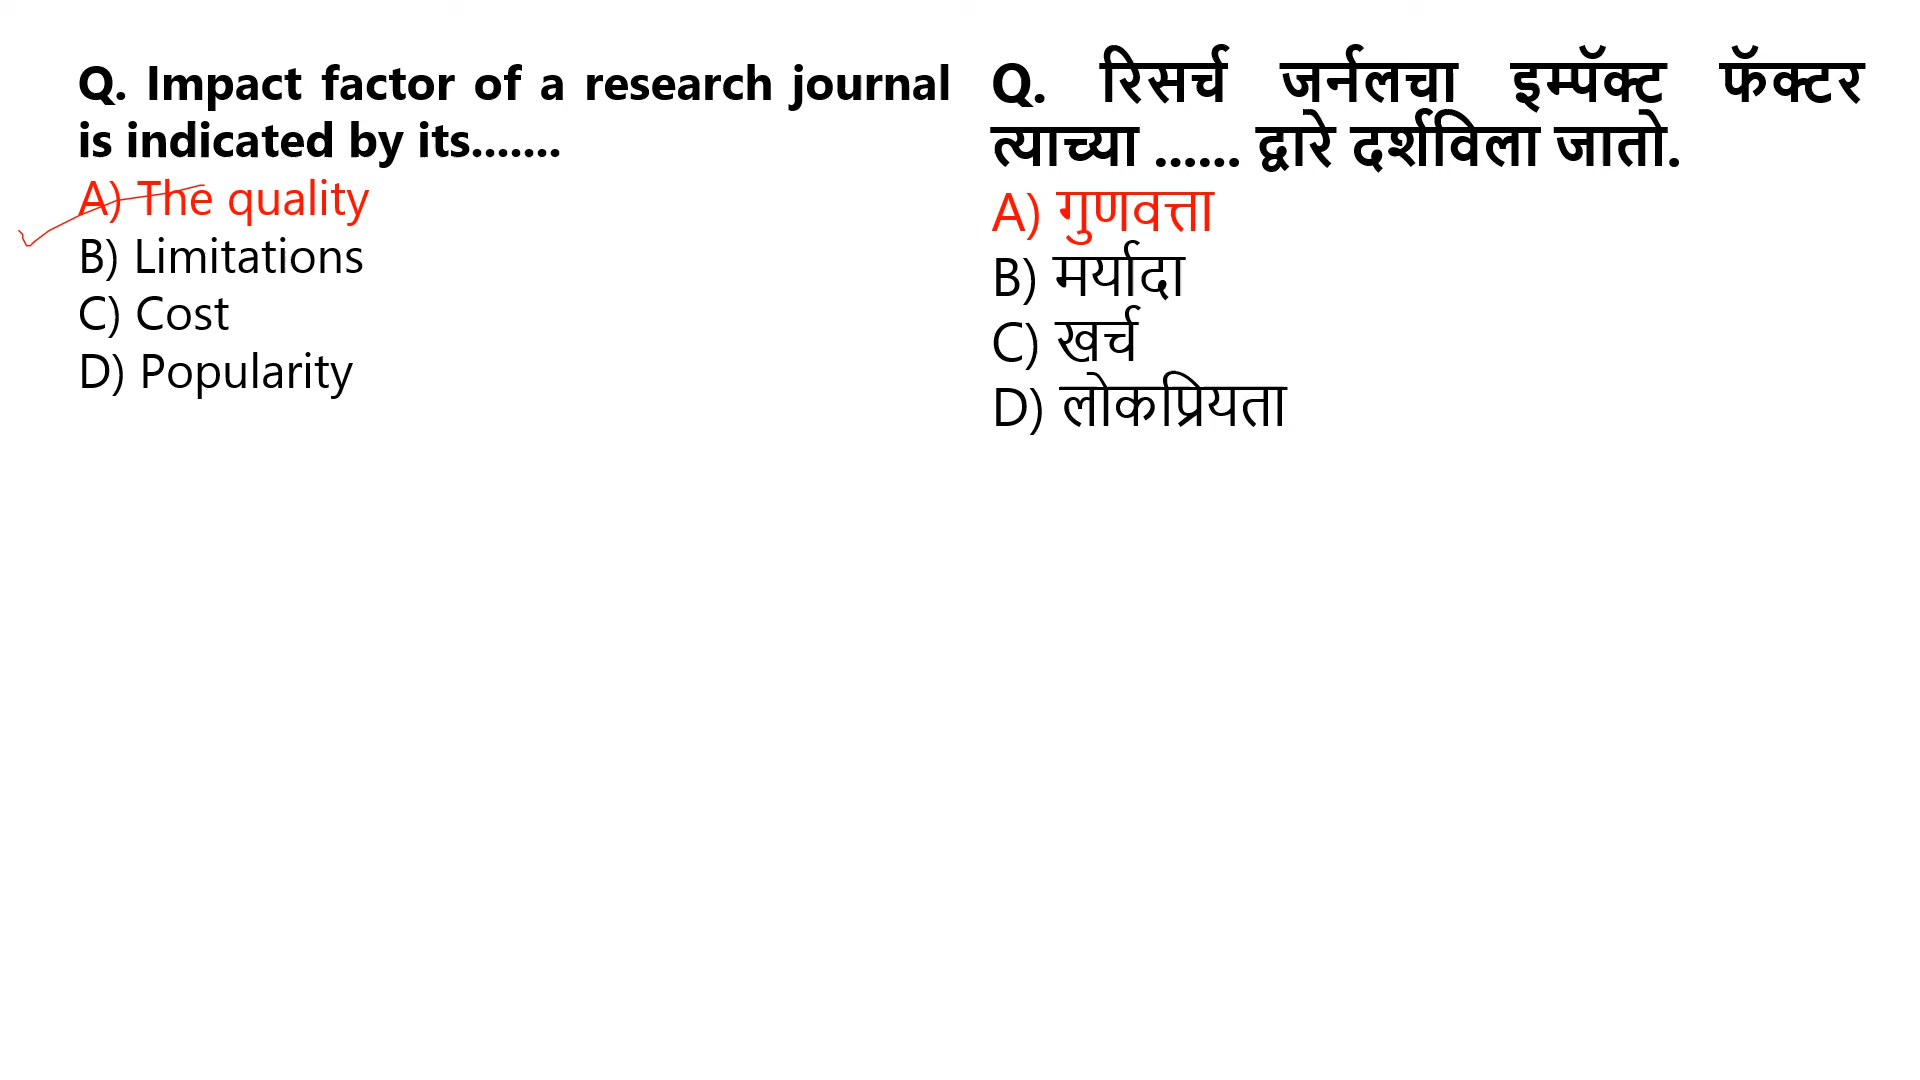 Q. Impact factor of a research journal
is indicated by its.......
A) The quality
B) Limitations
C) Cost
D) Popularity
Q. रिसर्च जर्नलचा इम्पॅक्ट फॅक्टर
त्याच्या ...... द्वारे दर्शविला जातो.
A) गुणवत्ता
B) मर्यादा
C) खर्च
D) लोकप्रियता